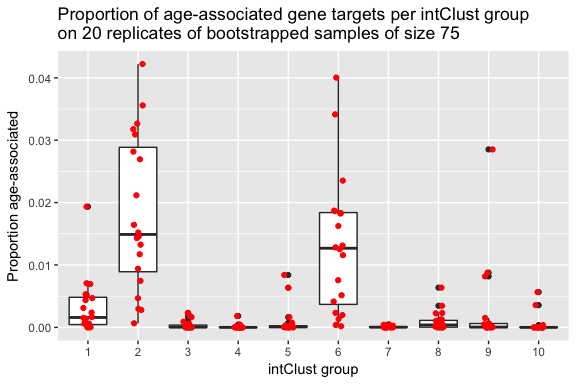 Proportion of age-associated gene targets per intClust group
on 20 replicates of bootstrapped samples of size 75
Proportion age-associated
0.04
0.03
0.02
0.01
0.00
1 2 3 4 5 6 7 8 9 10
intClust group